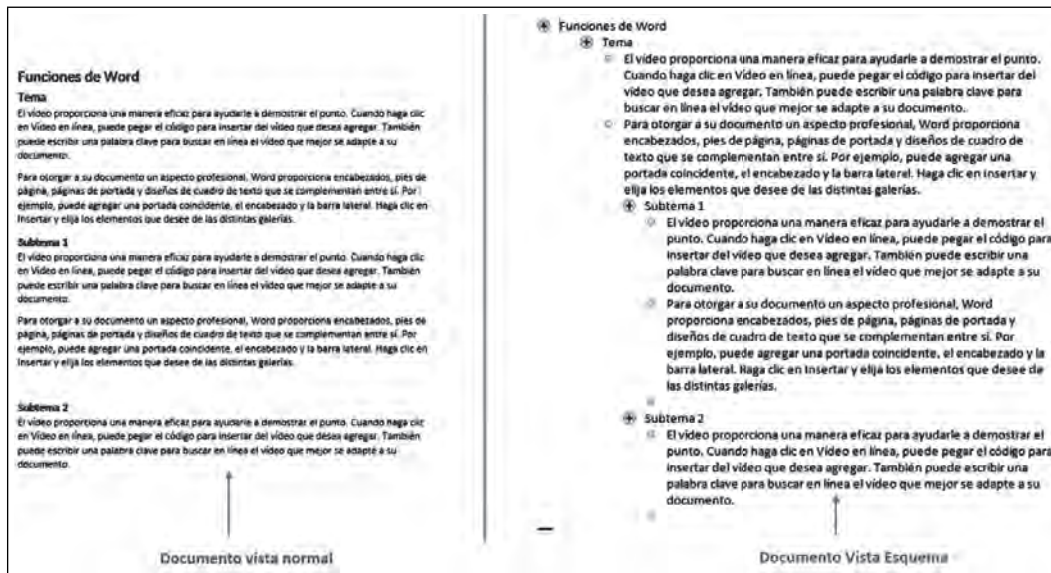 Funciones de Word
Tema
El vídeo proporciona una manera eficaz para ayudarle a demostrar el punto. Cuando haga clic
en Vídeo en línea, puede pegar el código para insertar del vídeo que desea agregar. También
puede escribir una palabra clave para buscar en línea el vídeo que mejor se adapte a su
documento.
Para otorgar a su documento un aspecto profesional, Word proporciona encabezados, pies de
página, páginas de portada y diseños de cuadro de texto que se complementan entre sí. Por
ejemplo, puede agregar una portada coincidente, el encabezado y la barra lateral. Haga clic en
Insertar y elija los elementos que desee de las distintas galerías.
Subtema 1
El vídeo proporciona una manera eficaz para ayudarle a demostrar el punto. Cuando haga clic
en Vídeo en línea, puede pegar el código para insertar del vídeo que desea agregar. También
puede escribir una palabra clave para buscar en línea el vídeo que mejor se adapte a su
documento.
Para otorgar a su documento un aspecto profesional, Word proporciona encabezados, pies de
página, páginas de portada y diseños de cuadro de texto que se complementan entre sí. Por
ejemplo, puede agregar una portada coincidente, el encabezado y la barra lateral. Haga clic en
Insertar y elija los elementos que desee de las distintas galerías.
Subtema 2
El vídeo proporciona una manera eficaz para ayudarle a demostrar el punto. Cuando haga clic
en Vídeo en línea, puede pegar el código para insertar del vídeo que desea agregar. También
puede escribir una palabra clave para buscar en línea el vídeo que mejor se adapte a su
documento.
Documento vista normal
Funciones de Word
Tema
El vídeo proporciona una manera eficaz para ayudarle a demostrar el punto.
Cuando haga clic en Vídeo en línea, puede pegar el código para insertar del
vídeo que desea agregar. También puede escribir una palabra clave para
buscar en línea el vídeo que mejor se adapte a su documento.
Para otorgar a su documento un aspecto profesional, Word proporciona
encabezados, pies de página, páginas de portada y diseños de cuadro de
texto que se complementan entre sí. Por ejemplo, puede agregar una
portada coincidente, el encabezado y la barra lateral. Haga clic en Insertar y
elija los elementos que desee de las distintas galerías.
Subtema 1
El vídeo proporciona una manera eficaz para ayudarle a demostrar el
punto. Cuando haga clic en Vídeo en línea, puede pegar el código para
insertar del vídeo que desea agregar. También puede escribir una
palabra clave para buscar en línea el vídeo que mejor se adapte a su
documento.
Para otorgar a su documento un aspecto profesional, Word
proporciona encabezados, pies de página, páginas de portada y
diseños de cuadro de texto que se complementan entre sí. Por
ejemplo, puede agregar una portada coincidente, el encabezado y la
barra lateral. Haga clic en Insertar y elija los elementos que desee de
las distintas galerías.
Subtema 2
El vídeo proporciona una manera eficaz para ayudarle a demostrar el
punto. Cuando haga clic en Vídeo en línea, puede pegar el código para
insertar del vídeo que desea agregar. También puede escribir una
palabra clave para buscar en línea el vídeo que mejor se adapte a su
documento.
Documento Vista Esquema